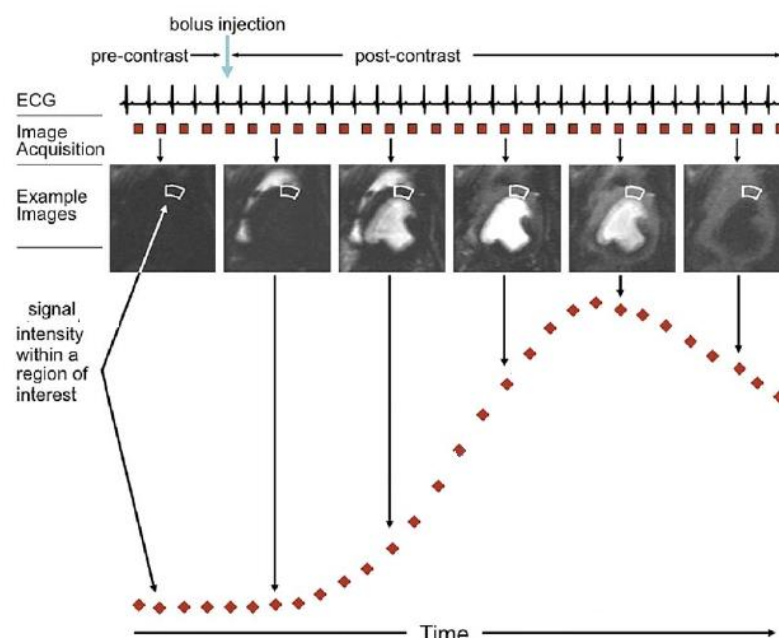 bolus injection
pre-contrast
post-contrast
ECG
Image
Acquisition
Example
Images
signal
intensity
within a
region of
interest
Time